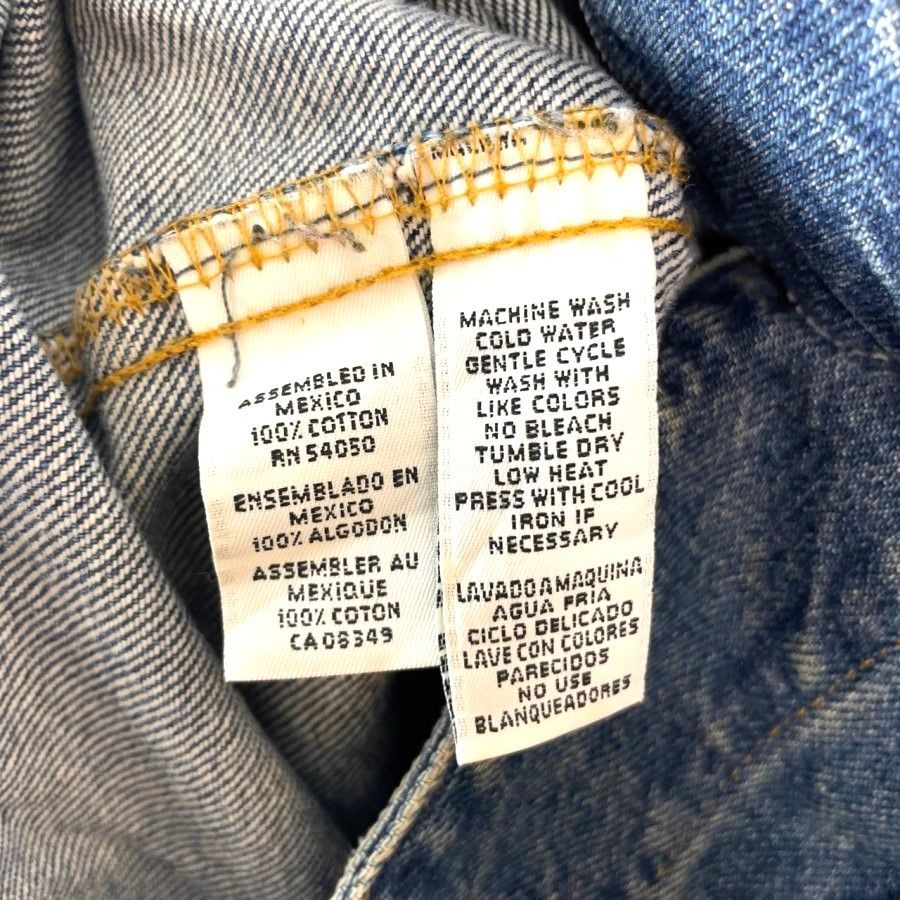 ASSEMBLED IN
MEXICO
100% COTTON
RN 54050
ENSEMBLADO EN
MEXICO
100% ALGODON
ASSEMBLER AU
MEXIQUE
100% COTON
CA 08349
MACHINE WASH
COLD WATER
GENTLE CYCLE
WASH WITH
LIKE COLORS
NO BLEACH
TUMBLE DRY
LOW HEAT
PRESS WITH COOL
IRON IF
NECESSARY
LAVADO A MAQUINA
AGUA FRIA
CICLO DELICADO
LAVE CON COLORES
PARECIDOS
NO USE
BLANQUEADORES